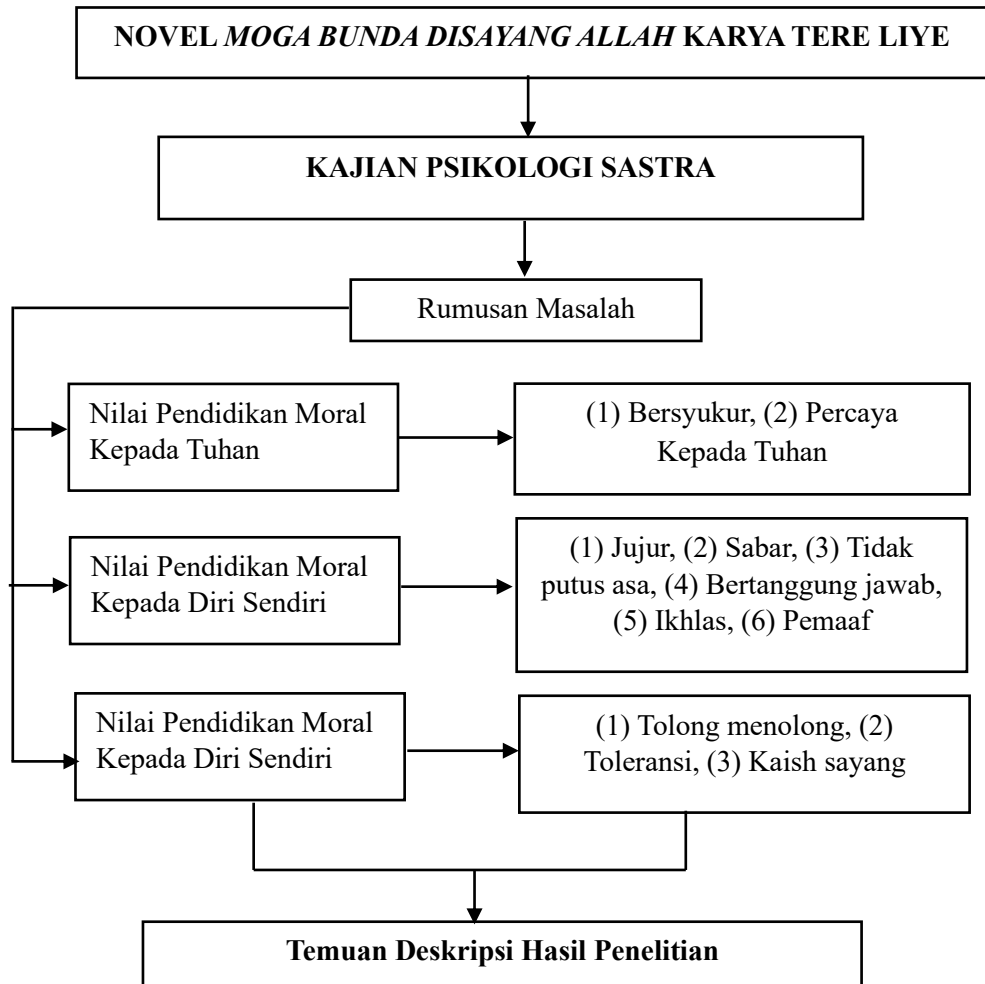 NOVEL MOGA BUNDA DISAYANG ALLAH KARYA TERE LIYE
KAJIAN PSIKOLOGI SASTRA
Rumusan Masalah
Nilai Pendidikan Moral
Kepada Tuhan
(1) Bersyukur, (2) Percaya
Kepada Tuhan
Nilai Pendidikan Moral
Kepada Diri Sendiri
(1) Jujur, (2) Sabar, (3) Tidak
putus asa, (4) Bertanggung jawab,
(5) Ikhlas, (6) Pemaaf
Nilai Pendidikan Moral
Kepada Diri Sendiri
(1) Tolong menolong, (2)
Toleransi, (3) Kaish sayang
Temuan Deskripsi Hasil Penelitian